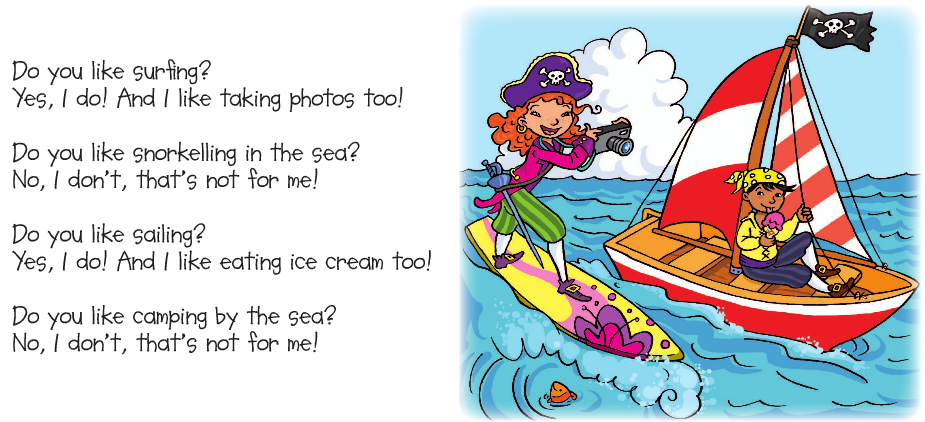 Do you like surfing?
Yes, I do! And I like taking photos too!
Do you like snorkelling in the sea?
No, I don't, that's not for me!
Do you like sailing?
Yes, I do! And I like eating ice cream too!
Do you like camping by the sea?
No, I don't, that's not for me!